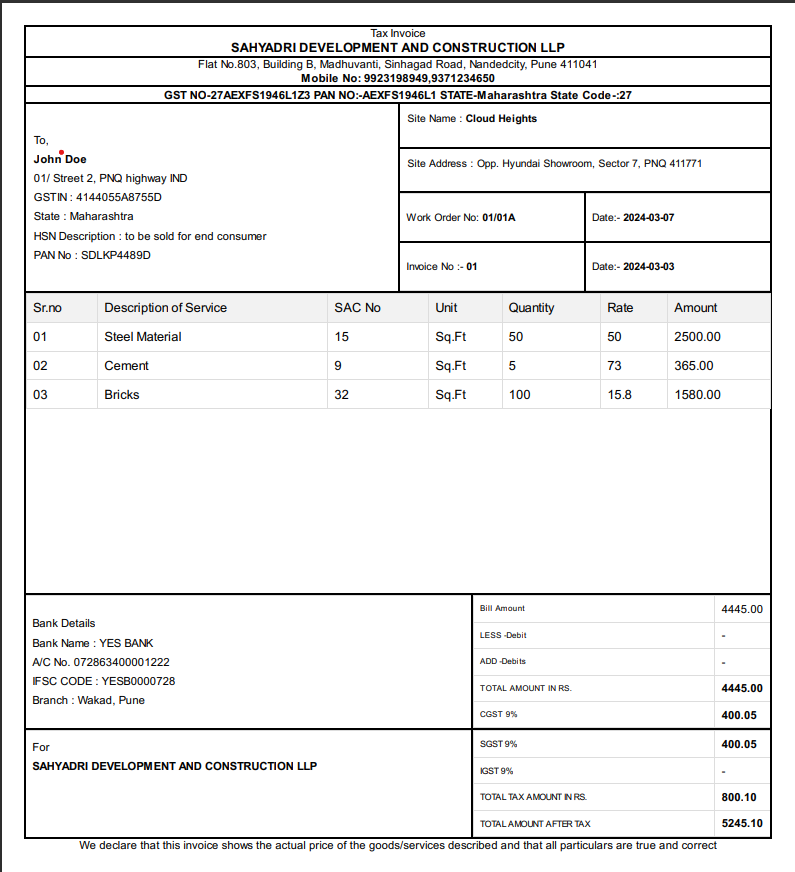 Tax Invoice
SAHYADRI DEVELOPMENT AND CONSTRUCTION LLP
Flat No.803, Building B, Madhuvanti, Sinhagad Road, Nandedcity, Pune 411041
Mobile No: 9923198949,9371234650
GST NO-27AEXFS1946L1Z3 PAN NO:-AEXFS1946L1 STATE-Maharashtra State Code-:27
To,
John Doe
01/ Street 2, PNQ highway IND
GSTIN : 4144055A8755D
State : Maharashtra
HSN Description : to be sold for end consumer
PAN No : SDLKP4489D
Site Name : Cloud Heights
Site Address : Opp. Hyundai Showroom, Sector 7, PNQ 411771
Work Order No: 01/01A Date:- 2024-03-07
Invoice No :- 01 Date:- 2024-03-03
Sr.no Description of Service SAC No Unit Quantity Rate Amount
01 Steel Material 15 Sq.Ft 50 50 2500.00
02 Cement 9 Sq.Ft 5 73 365.00
03 Bricks 32 Sq.Ft 100 15.8 1580.00
Bank Details
Bank Name : YES BANK
A/C No. 072863400001222
IFSC CODE : YESB0000728
Branch : Wakad, Pune
For
SAHYADRI DEVELOPMENT AND CONSTRUCTION LLP
Bill Amount 4445.00
LESS -Debit -
ADD -Debits -
TOTAL AMOUNT IN RS. 4445.00
CGST 9% 400.05
SGST 9% 400.05
IGST 9% -
TOTAL TAX AMOUNT IN RS. 800.10
TOTAL AMOUNT AFTER TAX 5245.10
We declare that this invoice shows the actual price of the goods/services described and that all particulars are true and correct